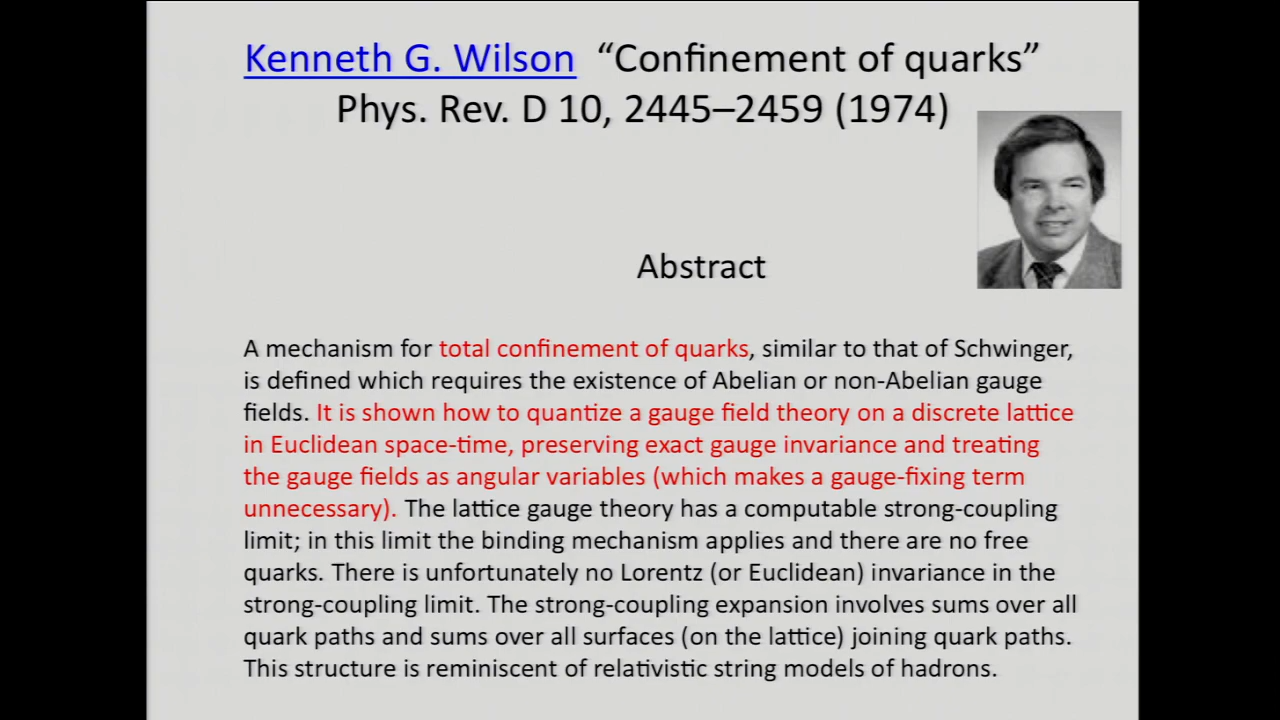 Kenneth G. Wilson “Confinement of quarks”
Phys. Rev. D 10, 2445–2459 (1974)
Abstract
A mechanism for total confinement of quarks, similar to that of Schwinger,
is defined which requires the existence of Abelian or non-Abelian gauge
fields. It is shown how to quantize a gauge field theory on a discrete lattice
in Euclidean space-time, preserving exact gauge invariance and treating
the gauge fields as angular variables (which makes a gauge-fixing term
unnecessary). The lattice gauge theory has a computable strong-coupling
limit; in this limit the binding mechanism applies and there are no free
quarks. There is unfortunately no Lorentz (or Euclidean) invariance in the
strong-coupling limit. The strong-coupling expansion involves sums over all
quark paths and sums over all surfaces (on the lattice) joining quark paths.
This structure is reminiscent of relativistic string models of hadrons.